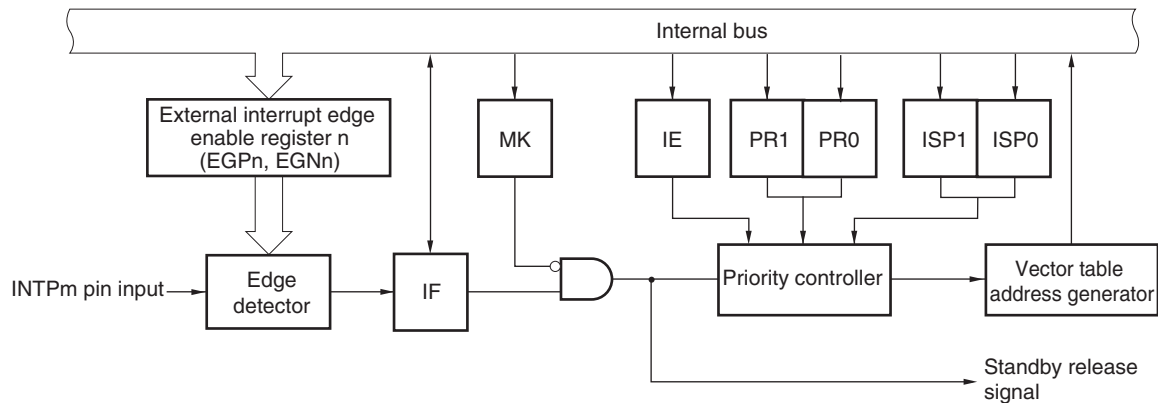 Internal bus
External interrupt edge
enable register n
(EGPn, EGNn)
MK
IE
PR1
PR0
ISP1
ISP0
INTPm pin input
Edge
detector
IF
Priority controller
Vector table
address generator
Standby release
signal